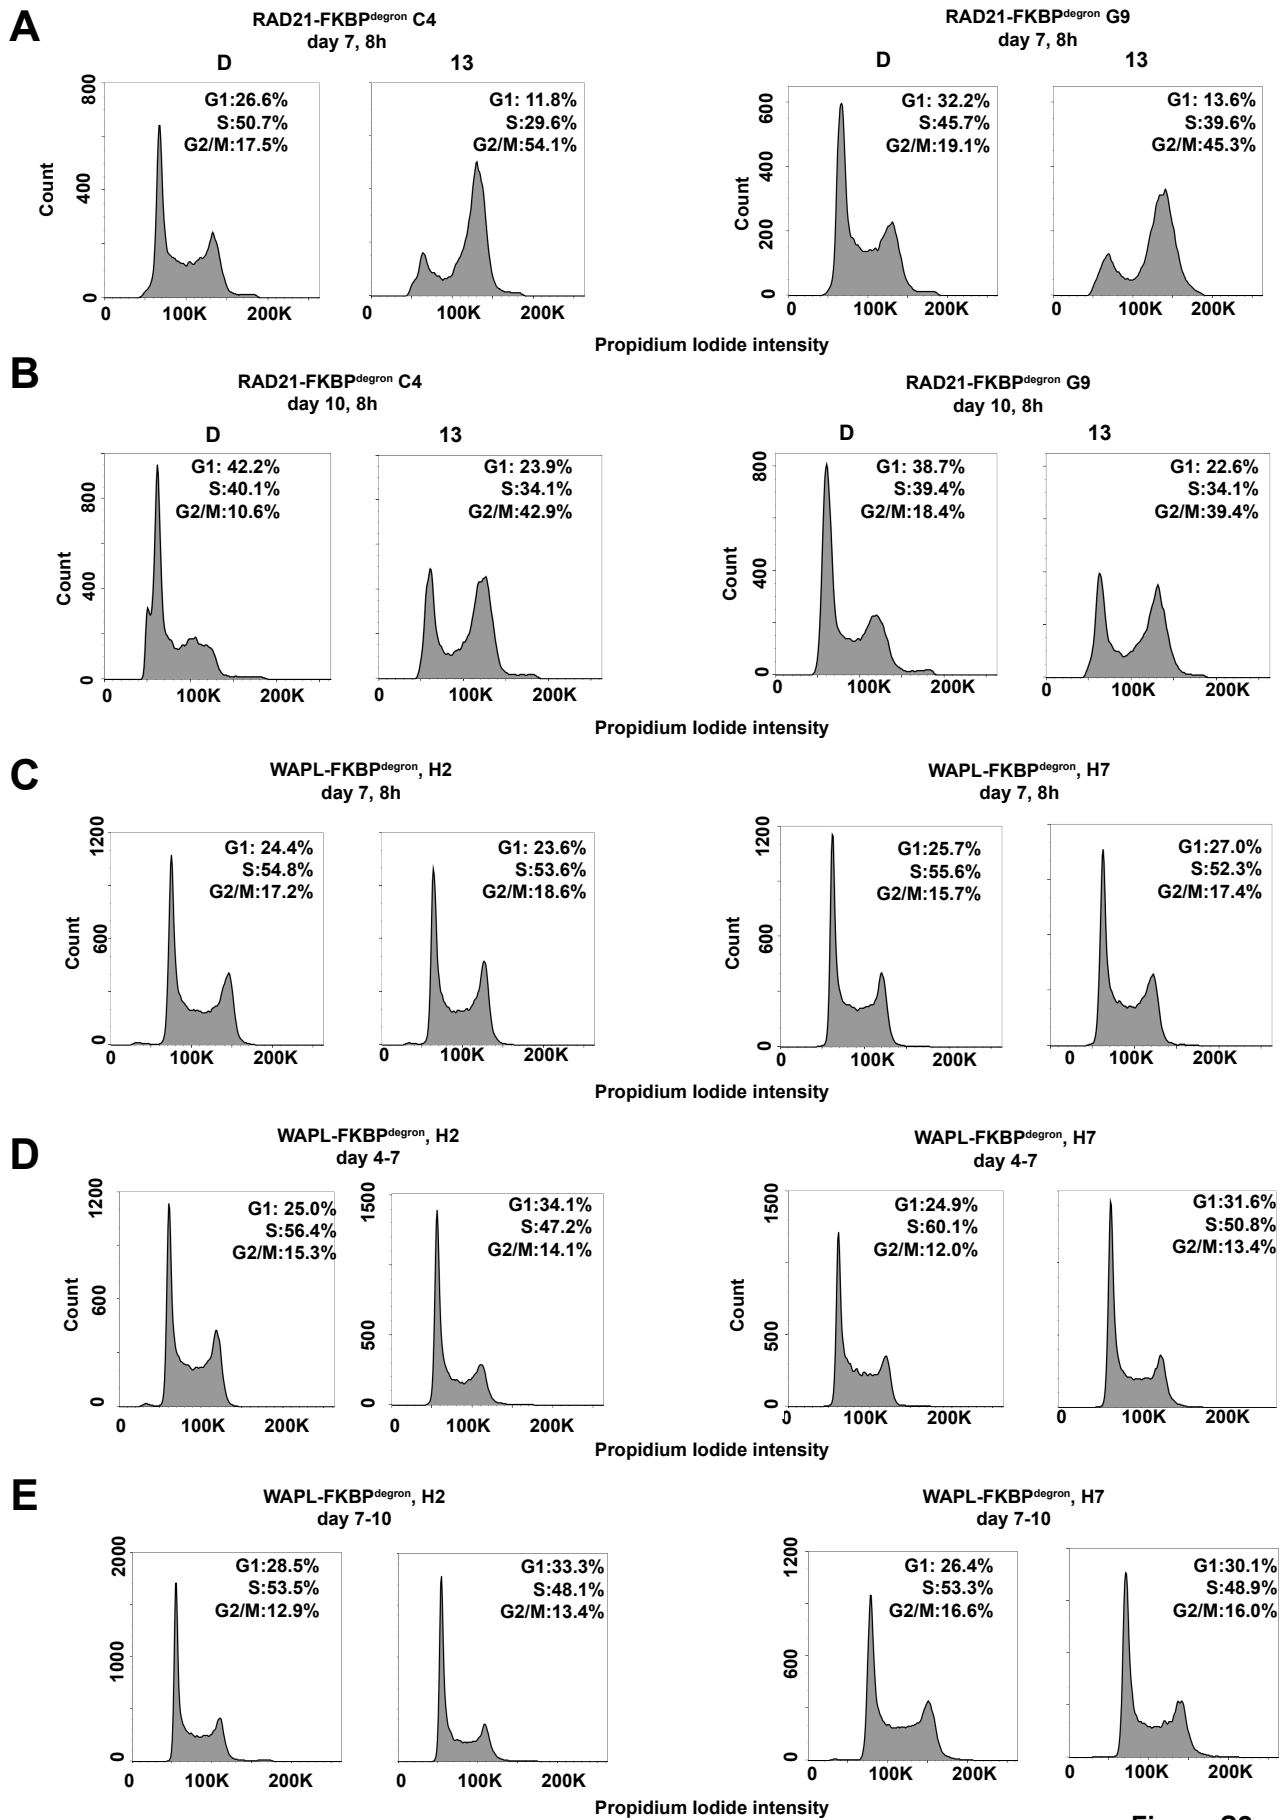 A
RAD21-FKBPdegron C4
day 7, 8h
D
13
RAD21-FKBPdegron G9
day 7, 8h
D
13
800
400
0
Count
G1:26.6%
S:50.7%
G2/M:17.5%
0
100K
200K
G1: 11.8%
S:29.6%
G2/M:54.1%
0
100K
200K
600
400
200
0
Count
G1: 32.2%
S:45.7%
G2/M:19.1%
0
100K
200K
G1: 13.6%
S:39.6%
G2/M:45.3%
0
100K
200K
Propidium Iodide intensity
B
RAD21-FKBPdegron C4
day 10, 8h
D
13
RAD21-FKBPdegron G9
day 10, 8h
D
13
800
400
0
Count
G1: 42.2%
S:40.1%
G2/M:10.6%
0
100K
200K
G1: 23.9%
S:34.1%
G2/M:42.9%
0
100K
200K
800
400
0
Count
G1: 38.7%
S:39.4%
G2/M:18.4%
0
100K
200K
G1: 22.6%
S:34.1%
G2/M:39.4%
0
100K
200K
Propidium Iodide intensity
C
WAPL-FKBPdegron, H2
day 7, 8h
WAPL-FKBPdegron, H7
day 7, 8h
1200
600
0
Count
G1: 24.4%
S:54.8%
G2/M:17.2%
0
100K
200K
G1: 23.6%
S:53.6%
G2/M:18.6%
0
100K
200K
1200
600
0
Count
G1:25.7%
S:55.6%
G2/M:15.7%
0
100K
200K
G1:27.0%
S:52.3%
G2/M:17.4%
0
100K
200K
Propidium Iodide intensity
D
WAPL-FKBPdegron, H2
day 4-7
WAPL-FKBPdegron, H7
day 4-7
1200
600
0
Count
G1: 25.0%
S:56.4%
G2/M:15.3%
0
100K
200K
1500
500
0
G1:34.1%
S:47.2%
G2/M:14.1%
0
100K
200K
1500
500
0
Count
G1:24.9%
S:60.1%
G2/M:12.0%
0
100K
200K
G1:31.6%
S:50.8%
G2/M:13.4%
0
100K
200K
Propidium Iodide intensity
E
WAPL-FKBPdegron, H2
day 7-10
WAPL-FKBPdegron, H7
day 7-10
2000
1000
0
G1:28.5%
S:53.5%
G2/M:12.9%
0
100K
200K
G1:33.3%
S:48.1%
G2/M:13.4%
0
100K
200K
1200
600
0
G1: 26.4%
S:53.3%
G2/M:16.6%
0
100K
200K
G1:30.1%
S:48.9%
G2/M:16.0%
0
100K
200K
Propidium Iodide intensity